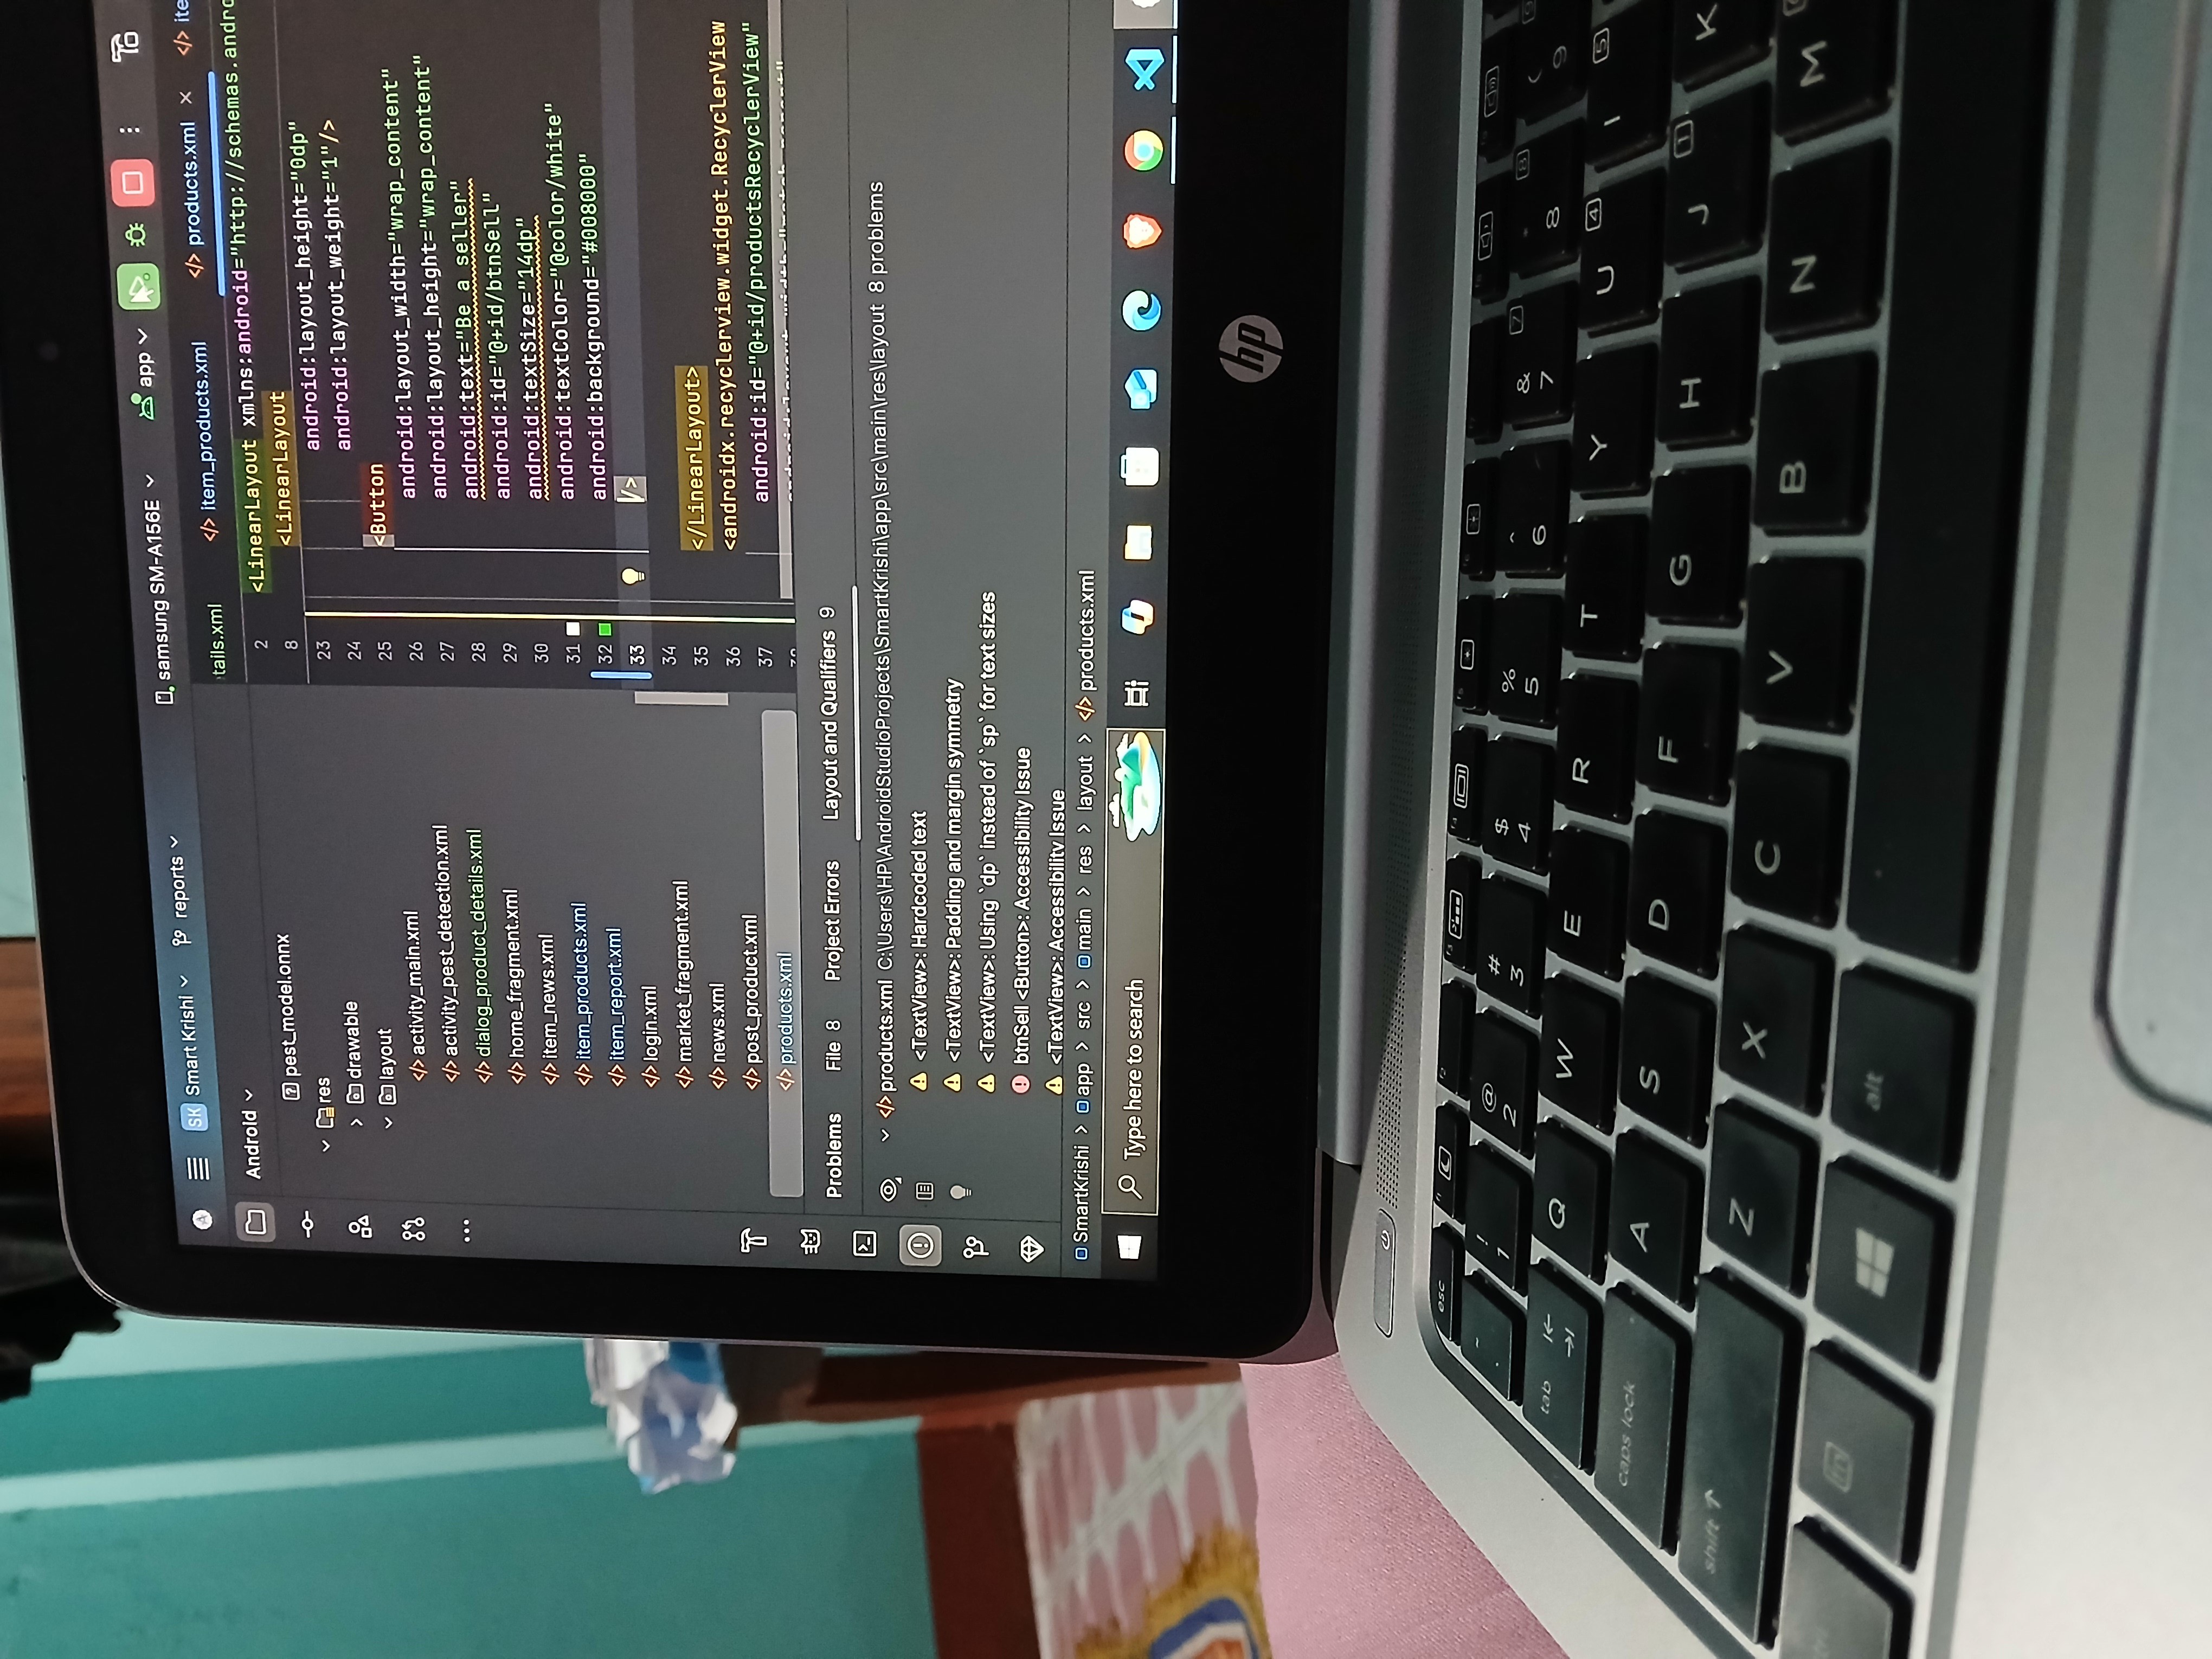 SK Smart Krishi
reports
samsung SM-A156E
app
Android
tails.xml
item_products.xml
products.xml
pest_model.onnx
res
drawable
layout
activity_main.xml
activity_pest_detection.xml
dialog_product_details.xml
home_fragment.xml
item_news.xml
item_products.xml
item_report.xml
login.xml
market_fragment.xml
news.xml
post_product.xml
products.xml
2 <LinearLayout xmlns:android="http://schemas.andro
8 <LinearLayout
23 android:layout_height="0dp"
24 android:layout_weight="1"/>
25 <Button
26 android:layout_width="wrap_content"
27 android:layout_height="wrap_content"
28 android:text="Be a seller"
29 android:id="@+id/btnSell"
30 android:textSize="14dp"
31 android:textColor="@color/white"
32 android:background="#008000"
33 />
34
35 </LinearLayout>
36 <androidx.recyclerview.widget.RecyclerView
37 android:id="@+id/productsRecyclerView"
Problems File 8 Project Errors Layout and Qualifiers 9
products.xml C:\Users\HP\AndroidStudioProjects\SmartKrishi\app\src\main\res\layout 8 problems
<TextView>: Hardcoded text
<TextView>: Padding and margin symmetry
<TextView>: Using `dp` instead of `sp` for text sizes
btnSell <Button>: Accessibility Issue
<TextView>: Accessibility Issue
SmartKrishi > app > src > main > res > layout > products.xml
Type here to search
hp
esc
! 1 @ 2 # 3 $ 4 % 5 ^ 6 & 7 * 8 ( 9
tab Q W E R T Y U I
caps lock A S D F G H J K
shift Z X C V B N M
fn alt